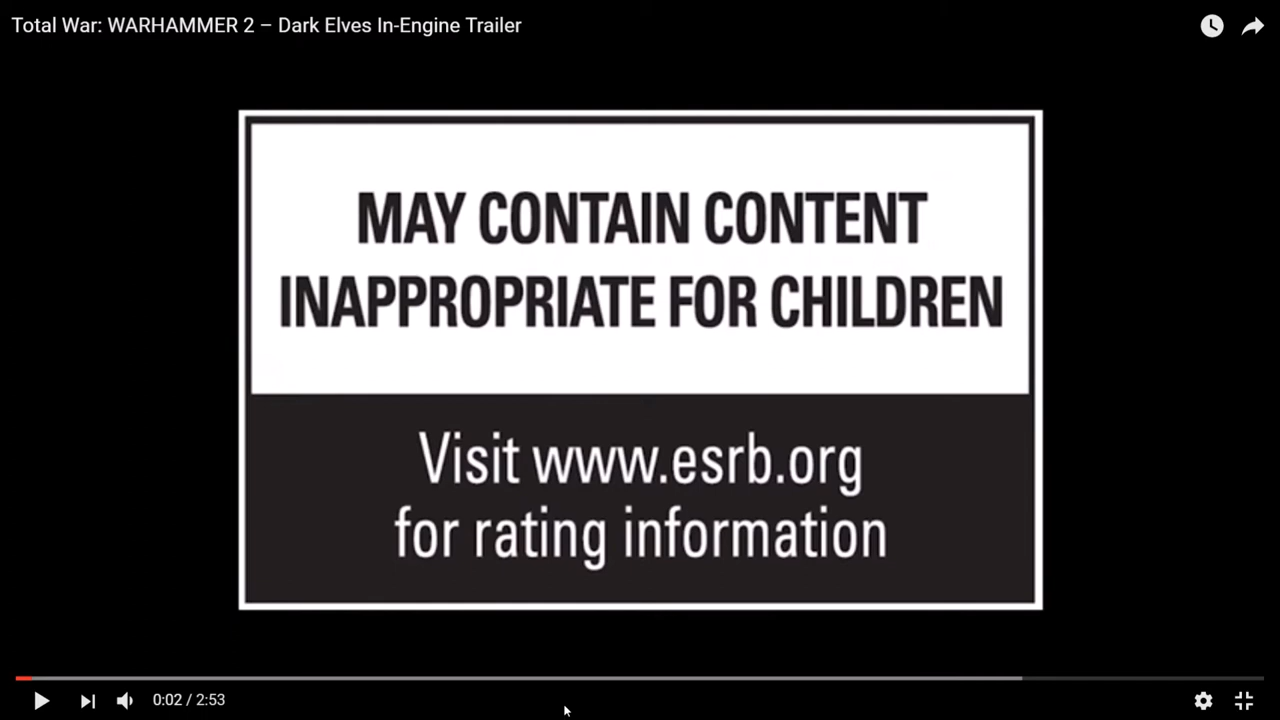 Total War: WARHAMMER 2 – Dark Elves In-Engine Trailer
MAY CONTAIN CONTENT
INAPPROPRIATE FOR CHILDREN
Visit www.esrb.org
for rating information
0:02 / 2:53